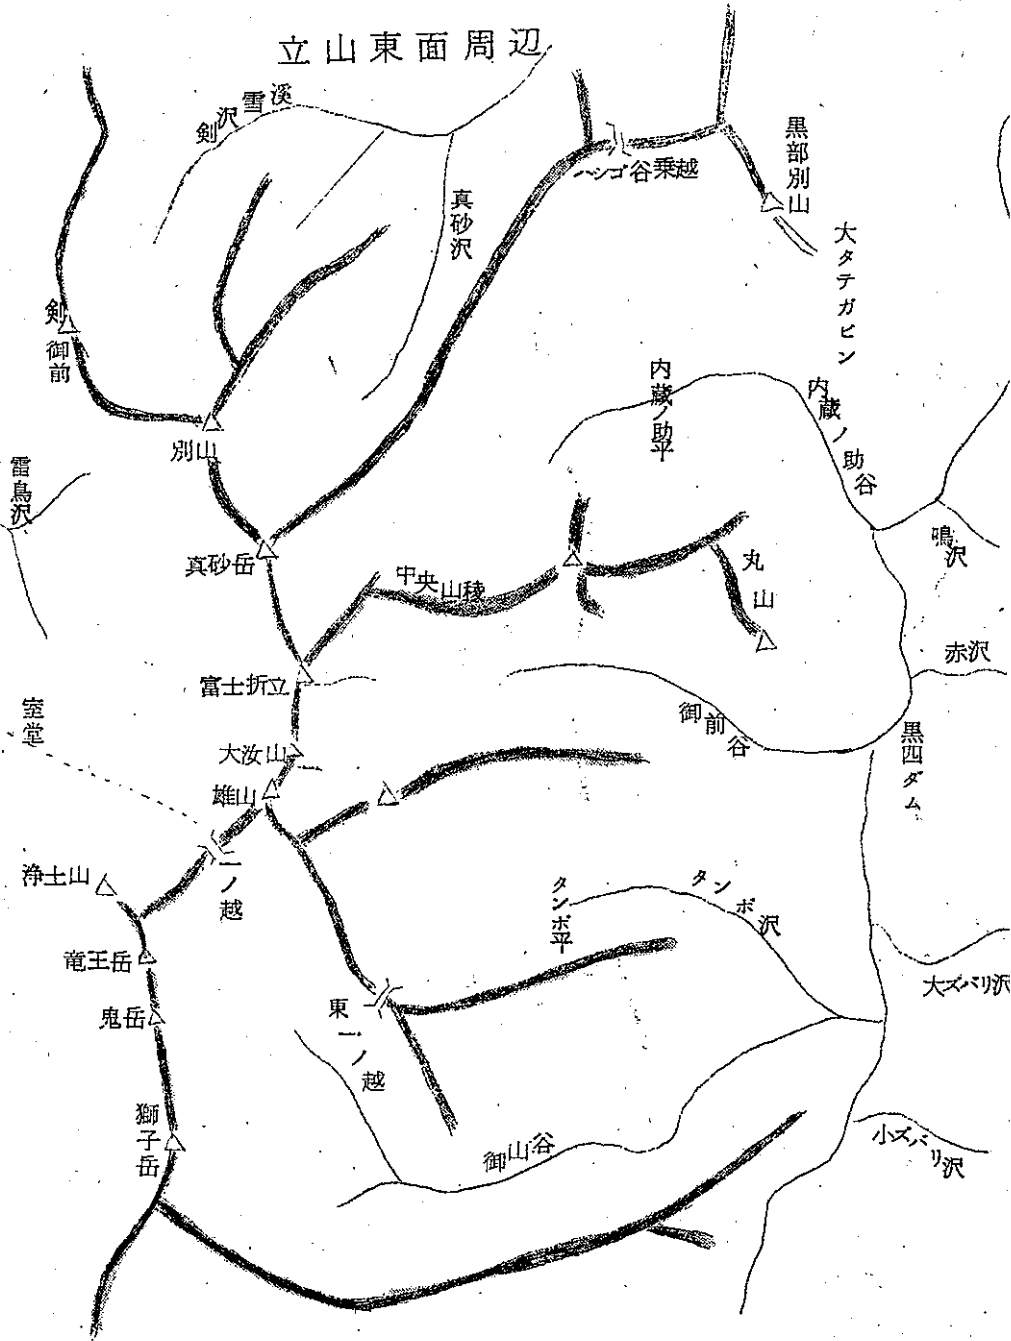 立山東面周辺
剣沢雪溪
真砂沢
ハシゴ谷乗越
黒部別山
大タテガビン
剣御前
別山
内蔵ノ助平
内蔵ノ助谷
雷鳥沢
真砂岳
鳴沢
中央山稜
丸山
赤沢
富士折立
室堂
御前谷
黒四ダム
大汝山
雄山
一ノ越
浄土山
タンボ平
タンボ沢
竜王岳
大ズバリ沢
鬼岳
東一ノ越
獅子岳
御山谷
小ズバリ沢